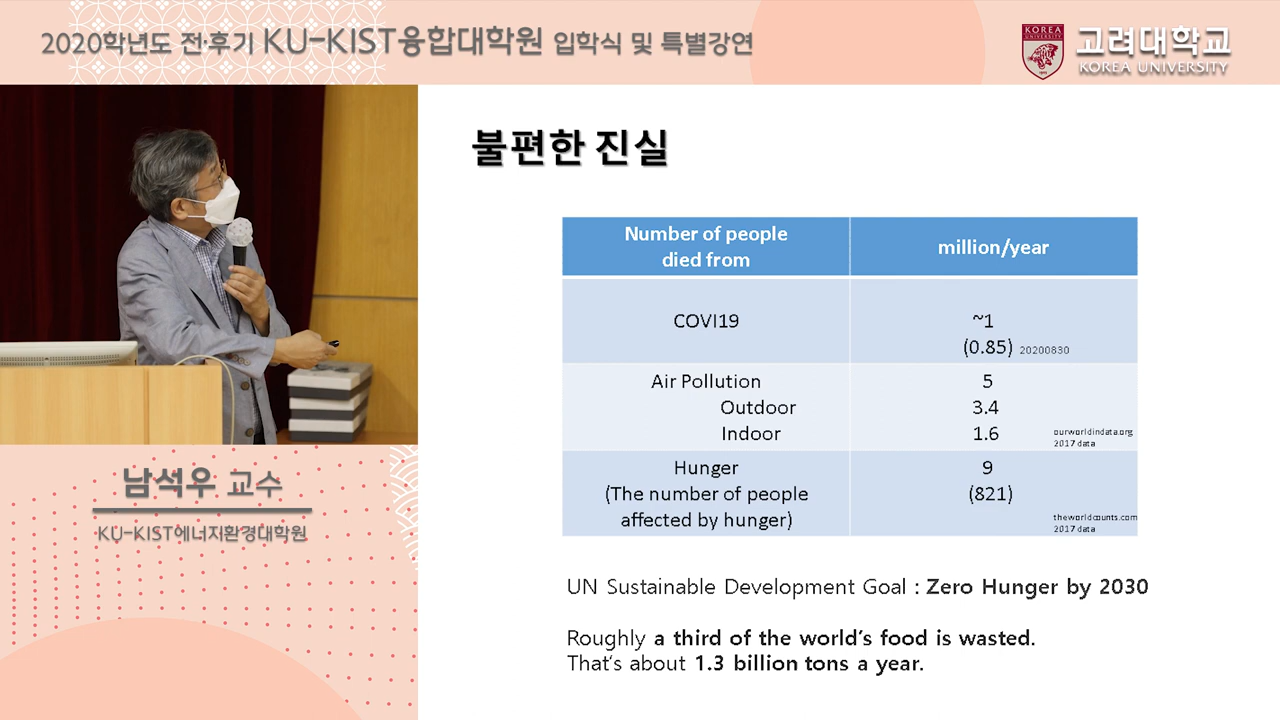 2020학년도 전·후기 KU-KIST융합대학원 입학식 및 특별강연
KOREA UNIVERSITY
고려대학교
KOREA UNIVERSITY
불편한 진실
Number of people died from
million/year
COVI19
~1
(0.85) 20200830
Air Pollution
5
Outdoor
3.4
Indoor
1.6
ourworldindata.org
2017 data
Hunger
9
(The number of people
(821)
affected by hunger)
theworldcounts.com
2017 data
남석우 교수
KU-KIST에너지환경대학원
UN Sustainable Development Goal : Zero Hunger by 2030
Roughly a third of the world's food is wasted.
That's about 1.3 billion tons a year.